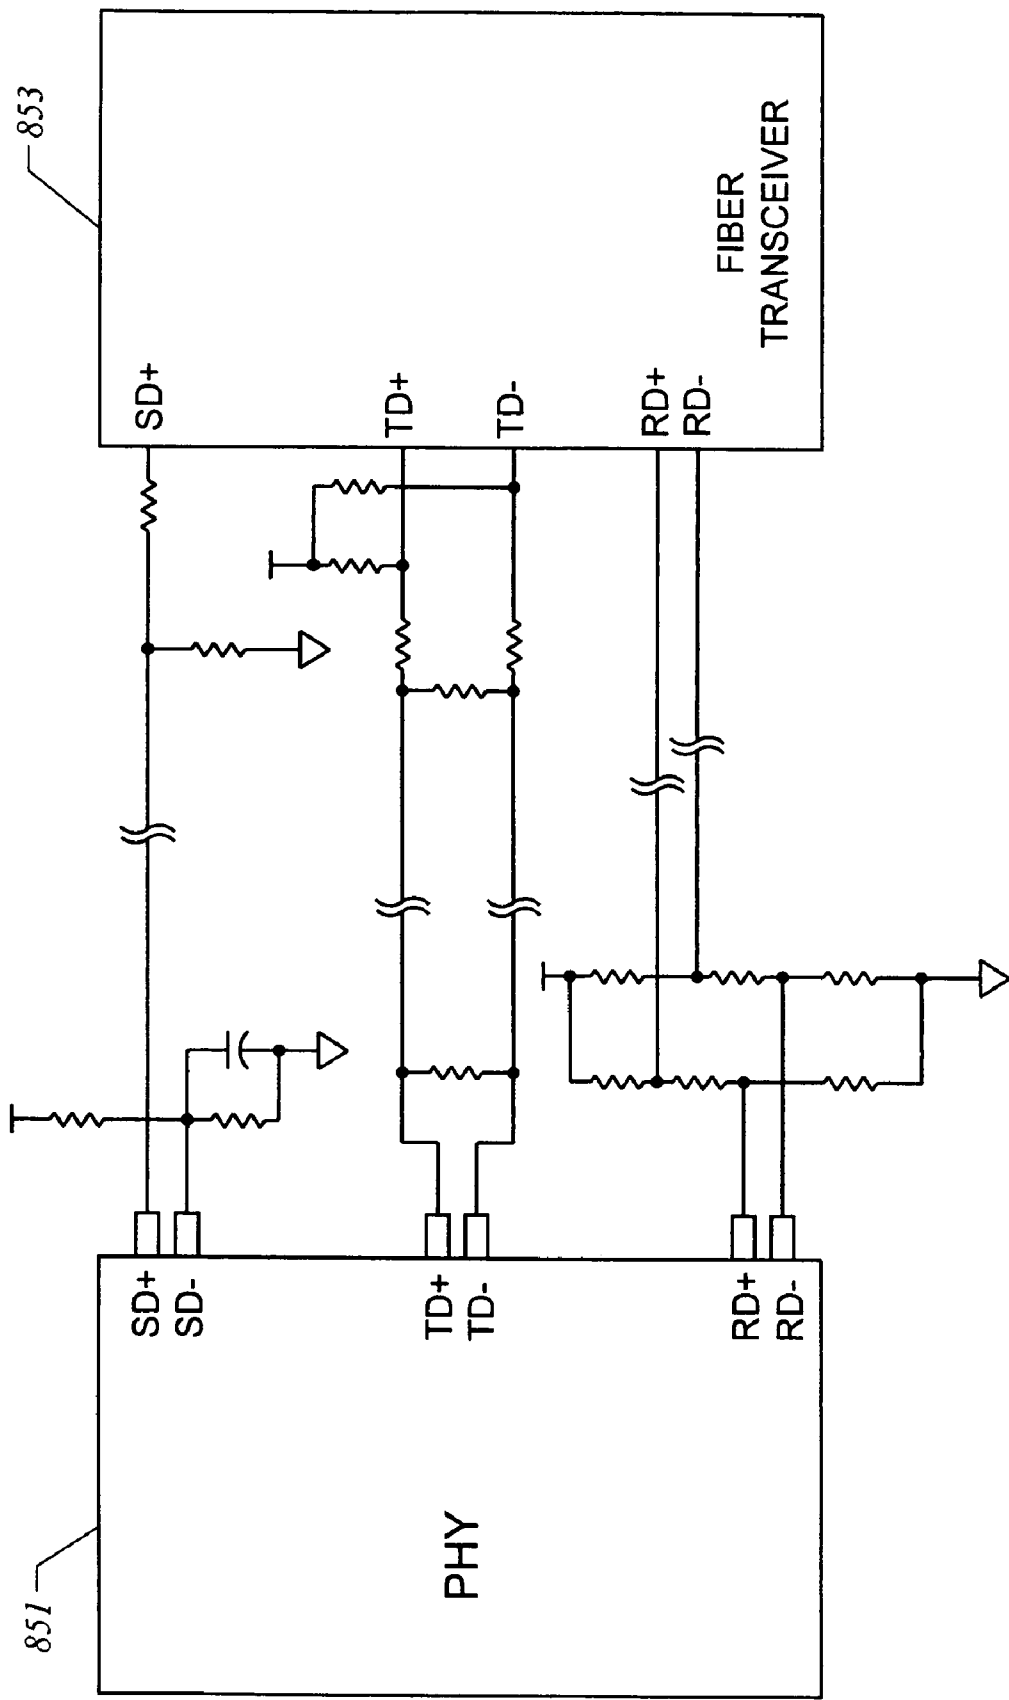 851
853
PHY
SD+
SD-
TD+
TD-
RD+
RD-
SD+
TD+
TD-
RD+
RD-
FIBER
TRANSCEIVER